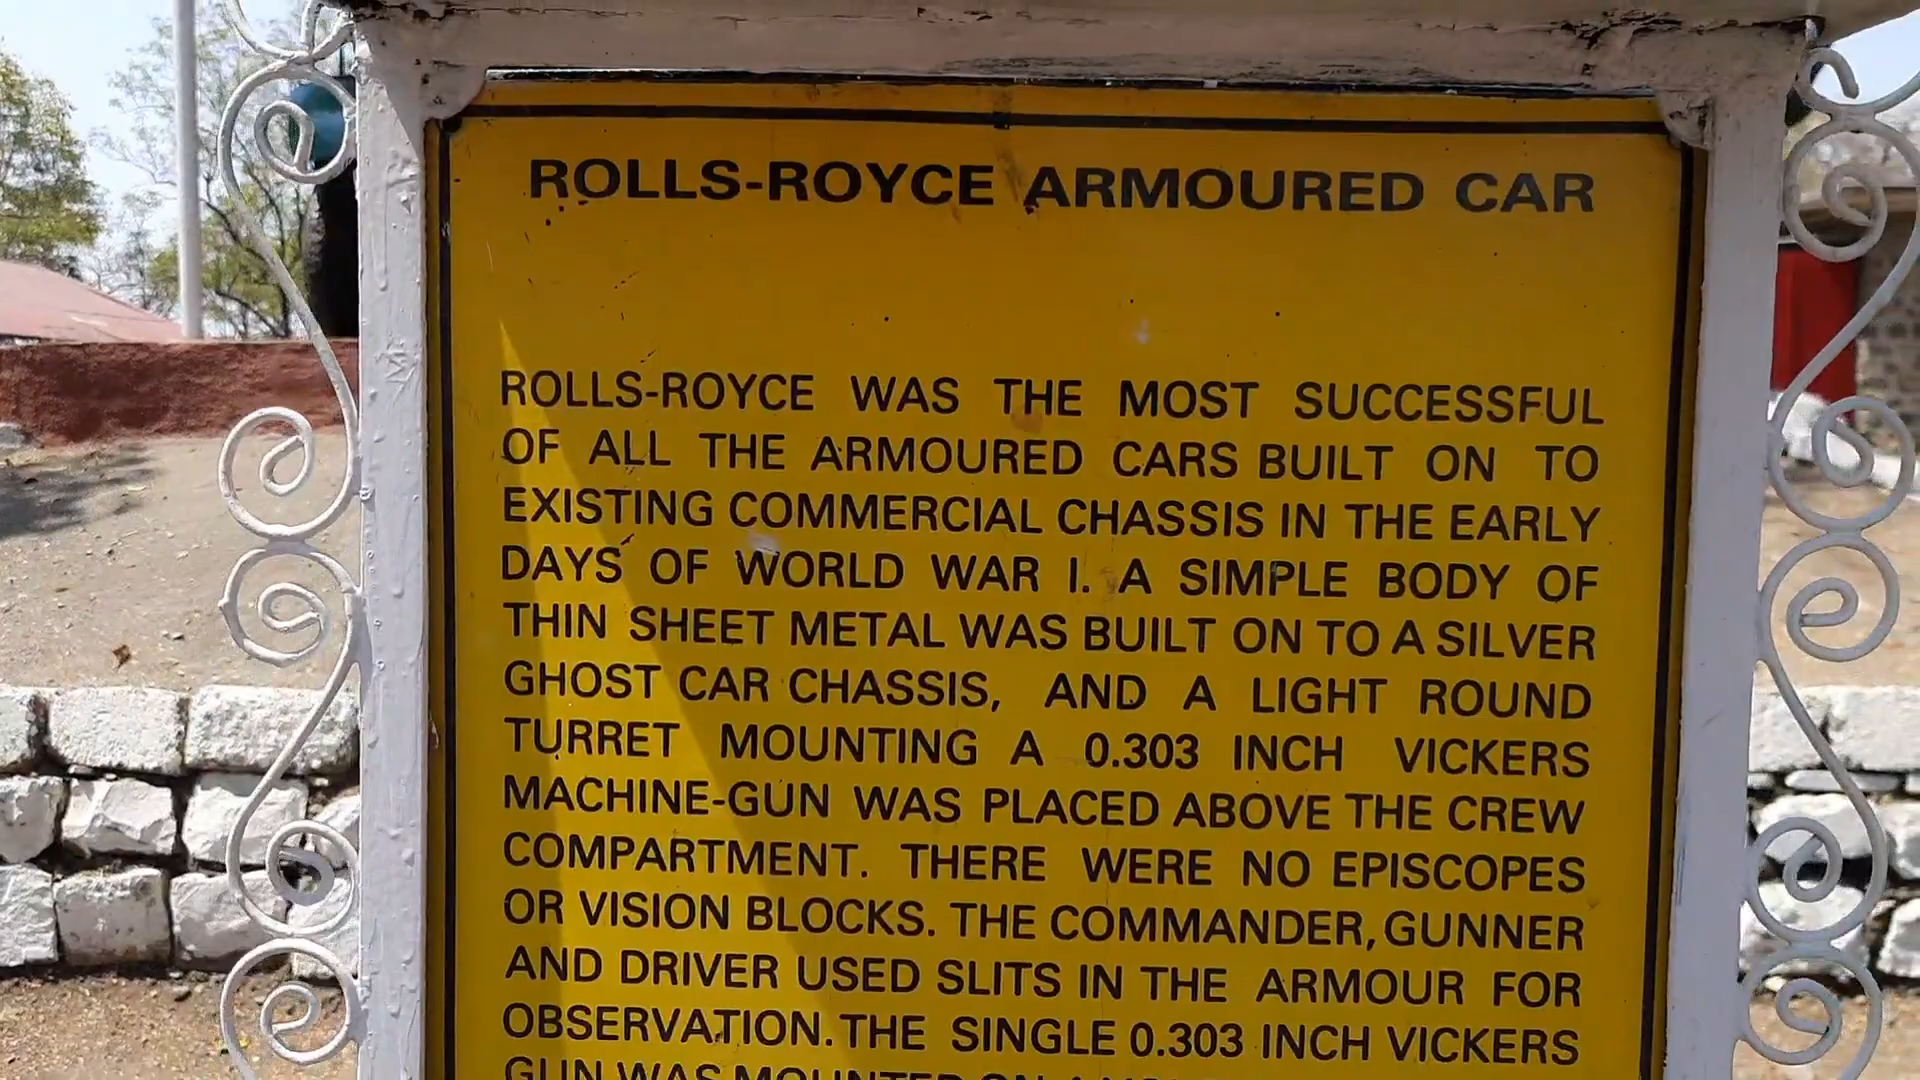 ROLLS-ROYCE ARMOURED CAR
ROLLS-ROYCE WAS THE MOST SUCCESSFUL
OF ALL THE ARMOURED CARS BUILT ON TO
EXISTING COMMERCIAL CHASSIS IN THE EARLY
DAYS OF WORLD WAR I. A SIMPLE BODY OF
THIN SHEET METAL WAS BUILT ON TO A SILVER
GHOST CAR CHASSIS, AND A LIGHT ROUND
TURRET MOUNTING A 0.303 INCH VICKERS
MACHINE-GUN WAS PLACED ABOVE THE CREW
COMPARTMENT. THERE WERE NO EPISCOPES
OR VISION BLOCKS. THE COMMANDER, GUNNER
AND DRIVER USED SLITS IN THE ARMOUR FOR
OBSERVATION. THE SINGLE 0.303 INCH VICKERS
GUN WAS MOUNTED ON A